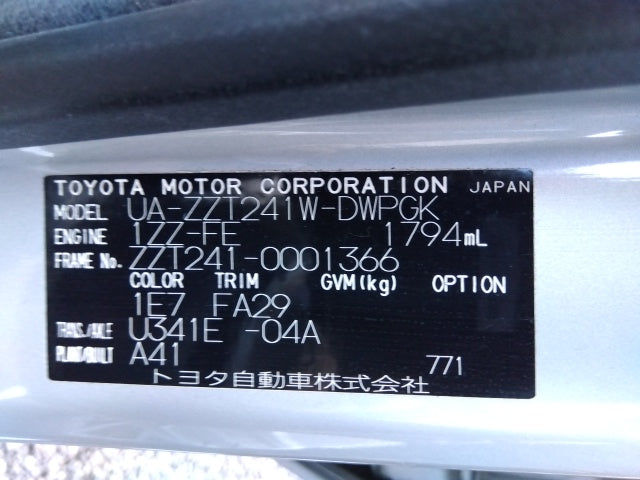 TOYOTA MOTOR CORPORATION JAPAN
MODEL UA-ZZT241W-DWPGK
ENGINE 1ZZ-FE 1794mL
FRAME No. ZZT241-0001366
COLOR TRIM GVM(kg) OPTION
1E7 FA29
TRANS./AXLE U341E -04A
PLANT/BUILT A41 771
トヨタ自動車株式会社